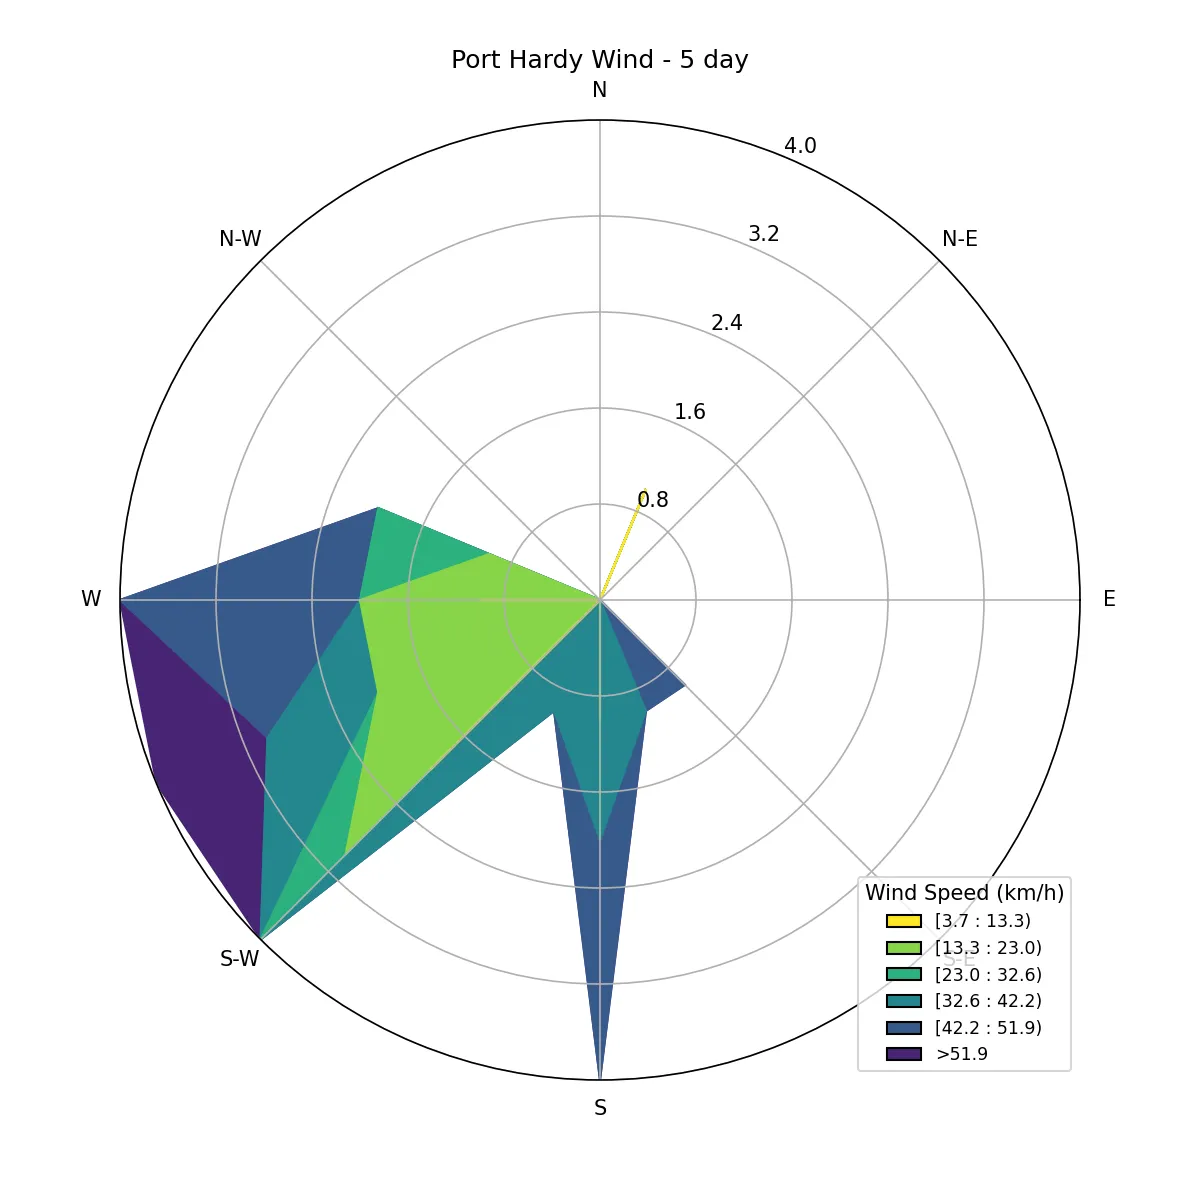 Port Hardy Wind - 5 day
N
4.0
N-W
3.2
N-E
2.4
1.6
0.8
W
E
Wind Speed (km/h)
[3.7 : 13.3)
[13.3 : 23.0)
S-W
S-E
[23.0 : 32.6)
[32.6 : 42.2)
[42.2 : 51.9)
>51.9
S